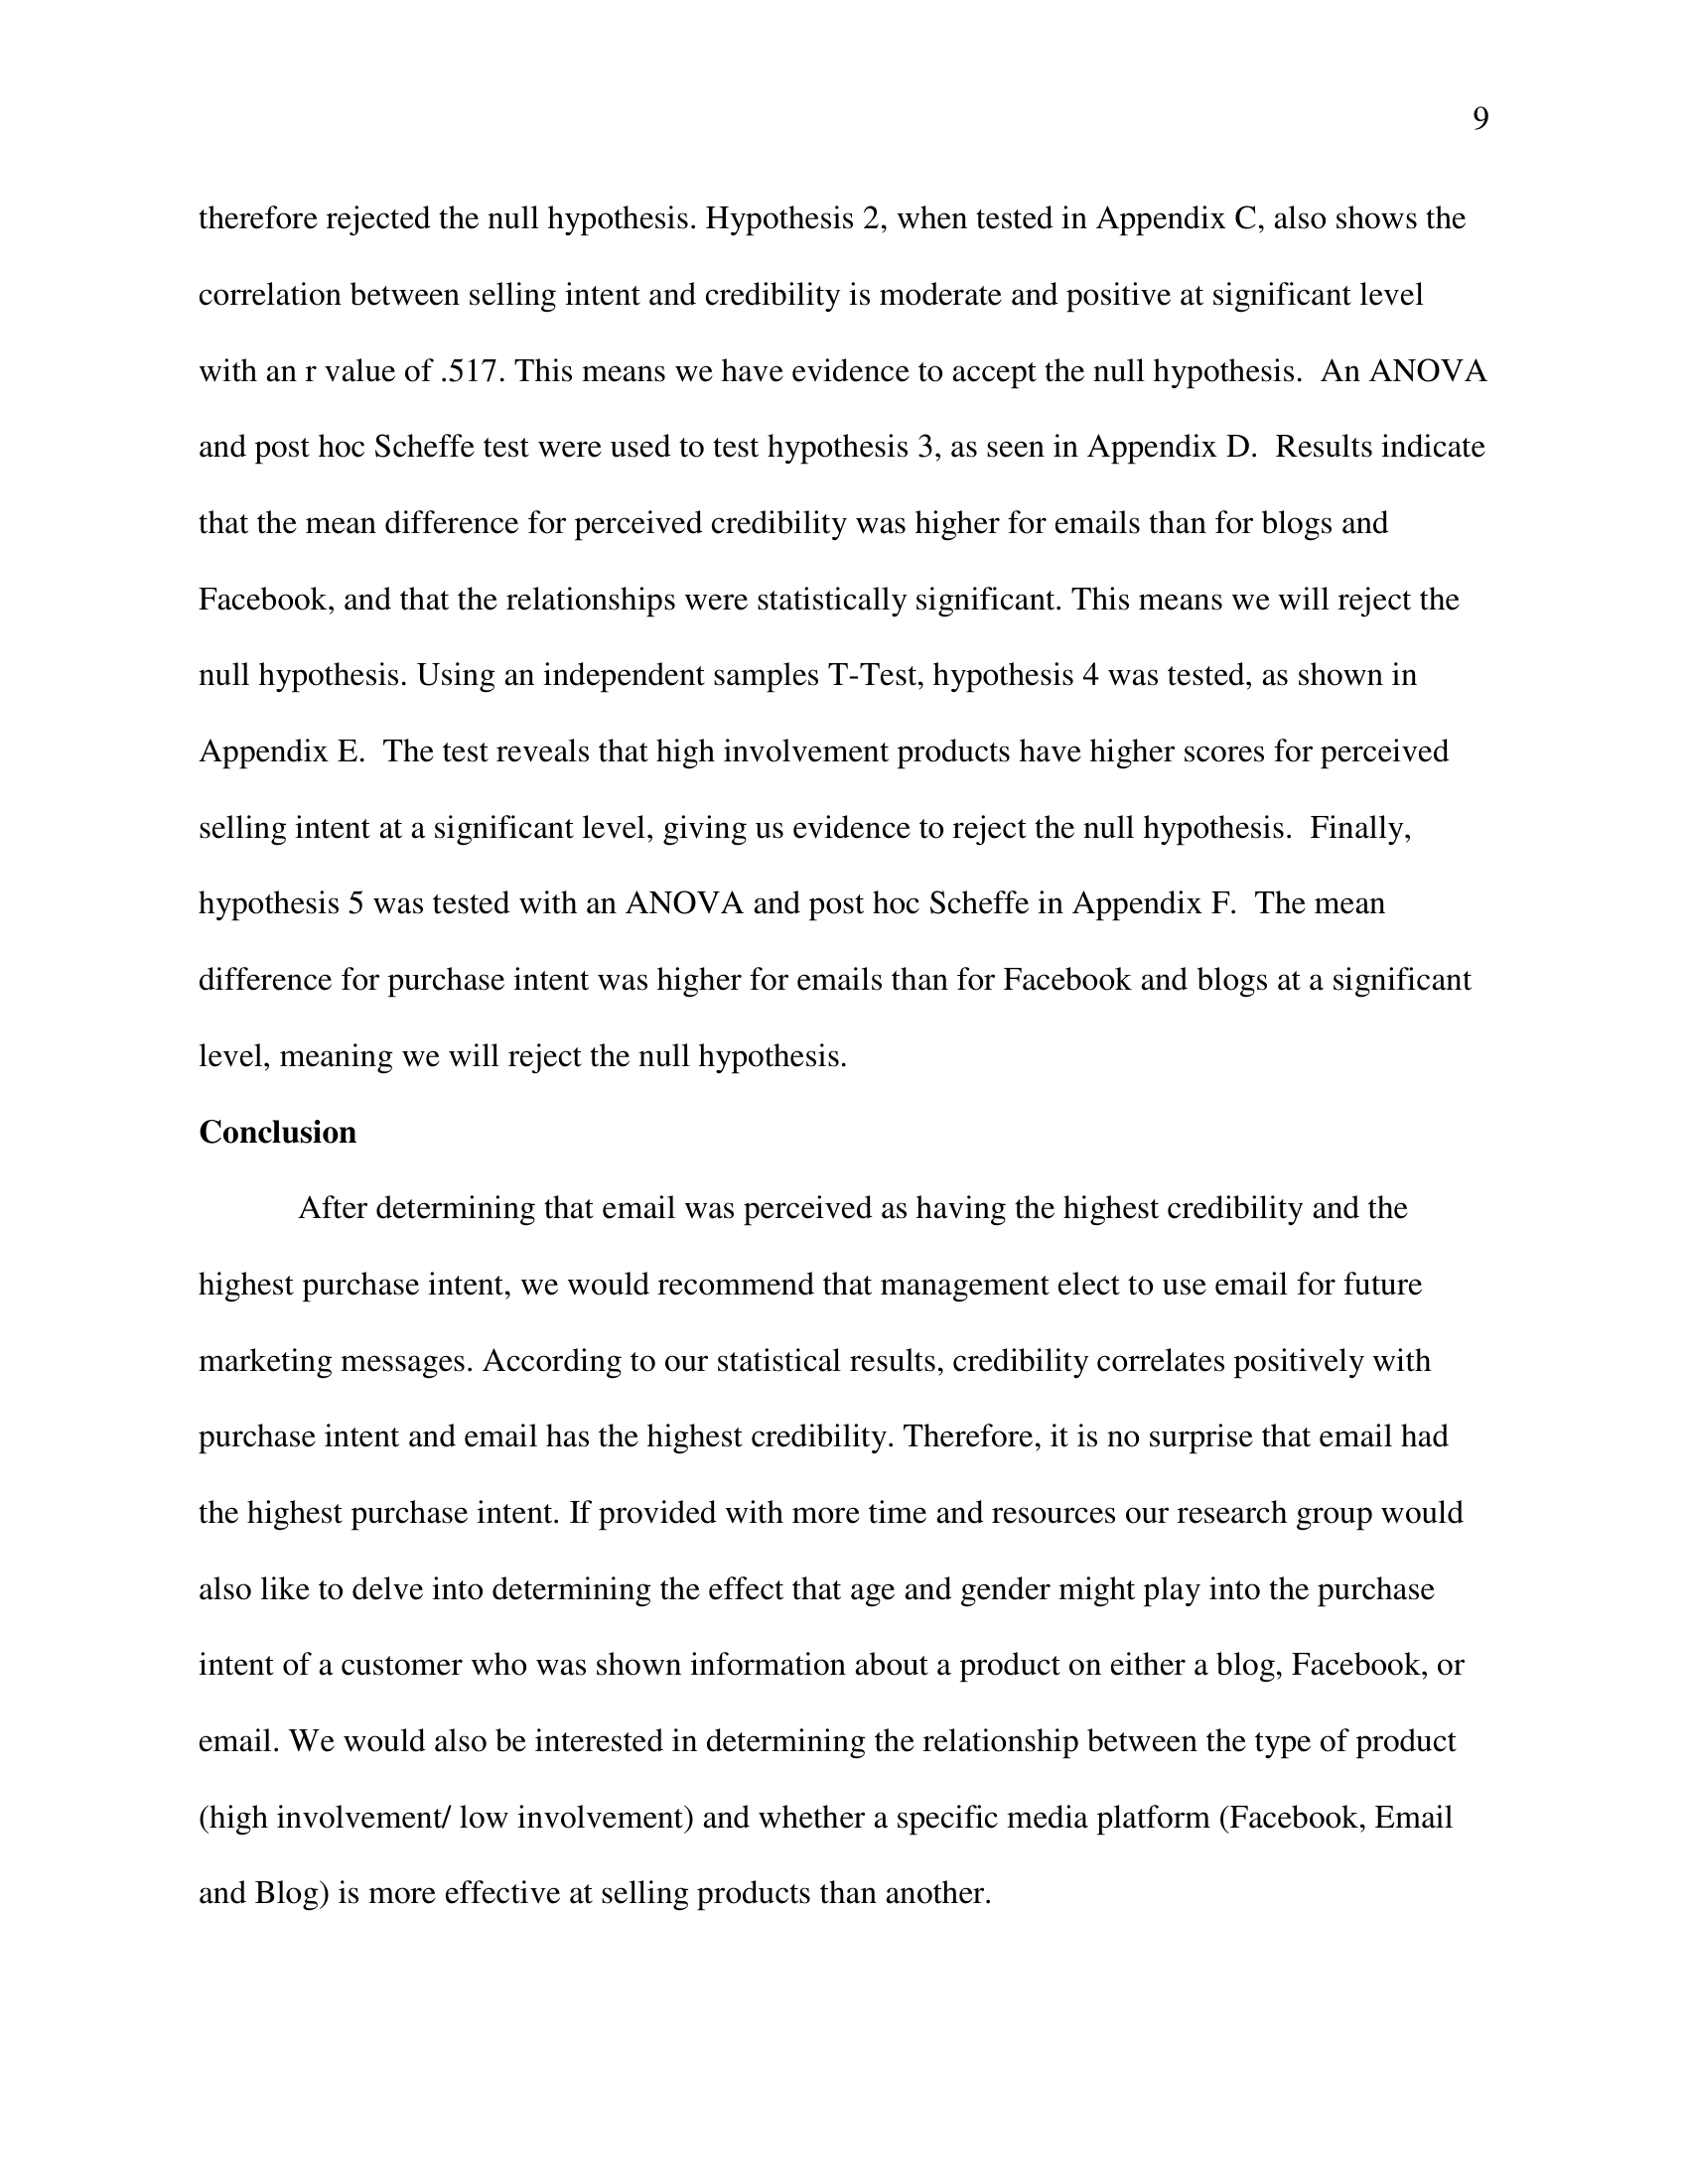 9
therefore rejected the null hypothesis. Hypothesis 2, when tested in Appendix C, also shows the
correlation between selling intent and credibility is moderate and positive at significant level
with an r value of .517. This means we have evidence to accept the null hypothesis.  An ANOVA
and post hoc Scheffe test were used to test hypothesis 3, as seen in Appendix D.  Results indicate
that the mean difference for perceived credibility was higher for emails than for blogs and
Facebook, and that the relationships were statistically significant. This means we will reject the
null hypothesis. Using an independent samples T-Test, hypothesis 4 was tested, as shown in
Appendix E.  The test reveals that high involvement products have higher scores for perceived
selling intent at a significant level, giving us evidence to reject the null hypothesis.  Finally,
hypothesis 5 was tested with an ANOVA and post hoc Scheffe in Appendix F.  The mean
difference for purchase intent was higher for emails than for Facebook and blogs at a significant
level, meaning we will reject the null hypothesis.
Conclusion
After determining that email was perceived as having the highest credibility and the
highest purchase intent, we would recommend that management elect to use email for future
marketing messages. According to our statistical results, credibility correlates positively with
purchase intent and email has the highest credibility. Therefore, it is no surprise that email had
the highest purchase intent. If provided with more time and resources our research group would
also like to delve into determining the effect that age and gender might play into the purchase
intent of a customer who was shown information about a product on either a blog, Facebook, or
email. We would also be interested in determining the relationship between the type of product
(high involvement/ low involvement) and whether a specific media platform (Facebook, Email
and Blog) is more effective at selling products than another.